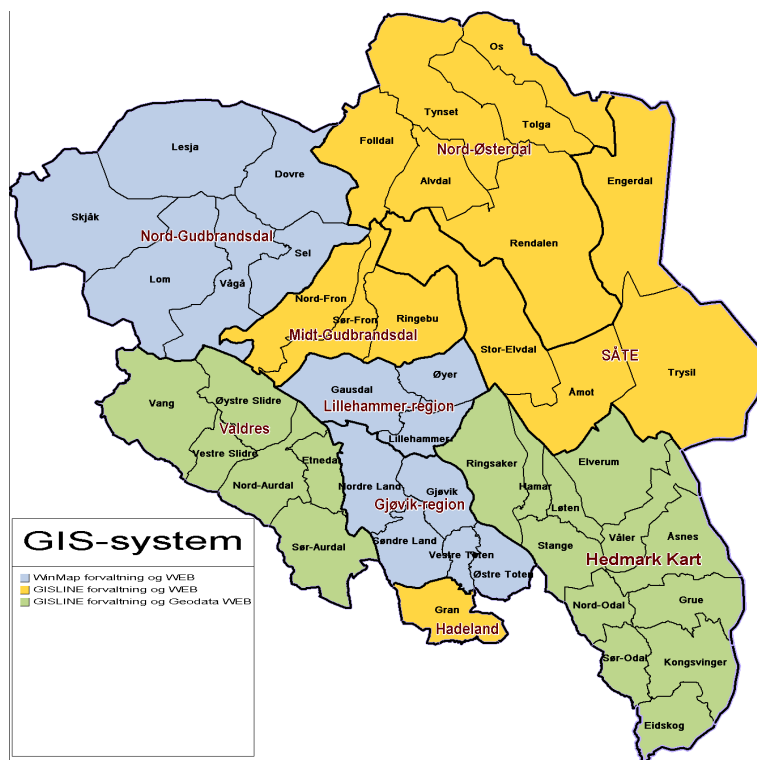 Os
Tynset
Tolga
Folldal
Nord-Østerdal
Lesja
Dovre
Alvdal
Engerdal
Skjåk
Nord-Gudbrandsdal
Rendalen
Sel
Lom
Vågå
Nord-Fron
Sør-Fron
Ringebu
Midt-Gudbrandsdal
Stor-Elvdal
SÅTE
Trysil
Øyer
Gausdal
Åmot
Vang
Øystre Slidre
Lillehammer-region
Valdres
Lillehammer
Etnedal
Vestre Slidre
Ringsaker
Elverum
Nordre Land
Hamar
Nord-Aurdal
Gjøvik
Gjøvik-region
Løten
Åsnes
Søndre Land
Våler
Sør-Aurdal
Vestre Toten
Stange
Hedmark Kart
Østre Toten
GIS-system
WinMap forvaltning og WEB
GISLINE forvaltning og WEB
GISLINE forvaltning og Geodata WEB
Gran
Hadeland
Nord-Odal
Grue
Sør-Odal
Kongsvinger
Eidskog